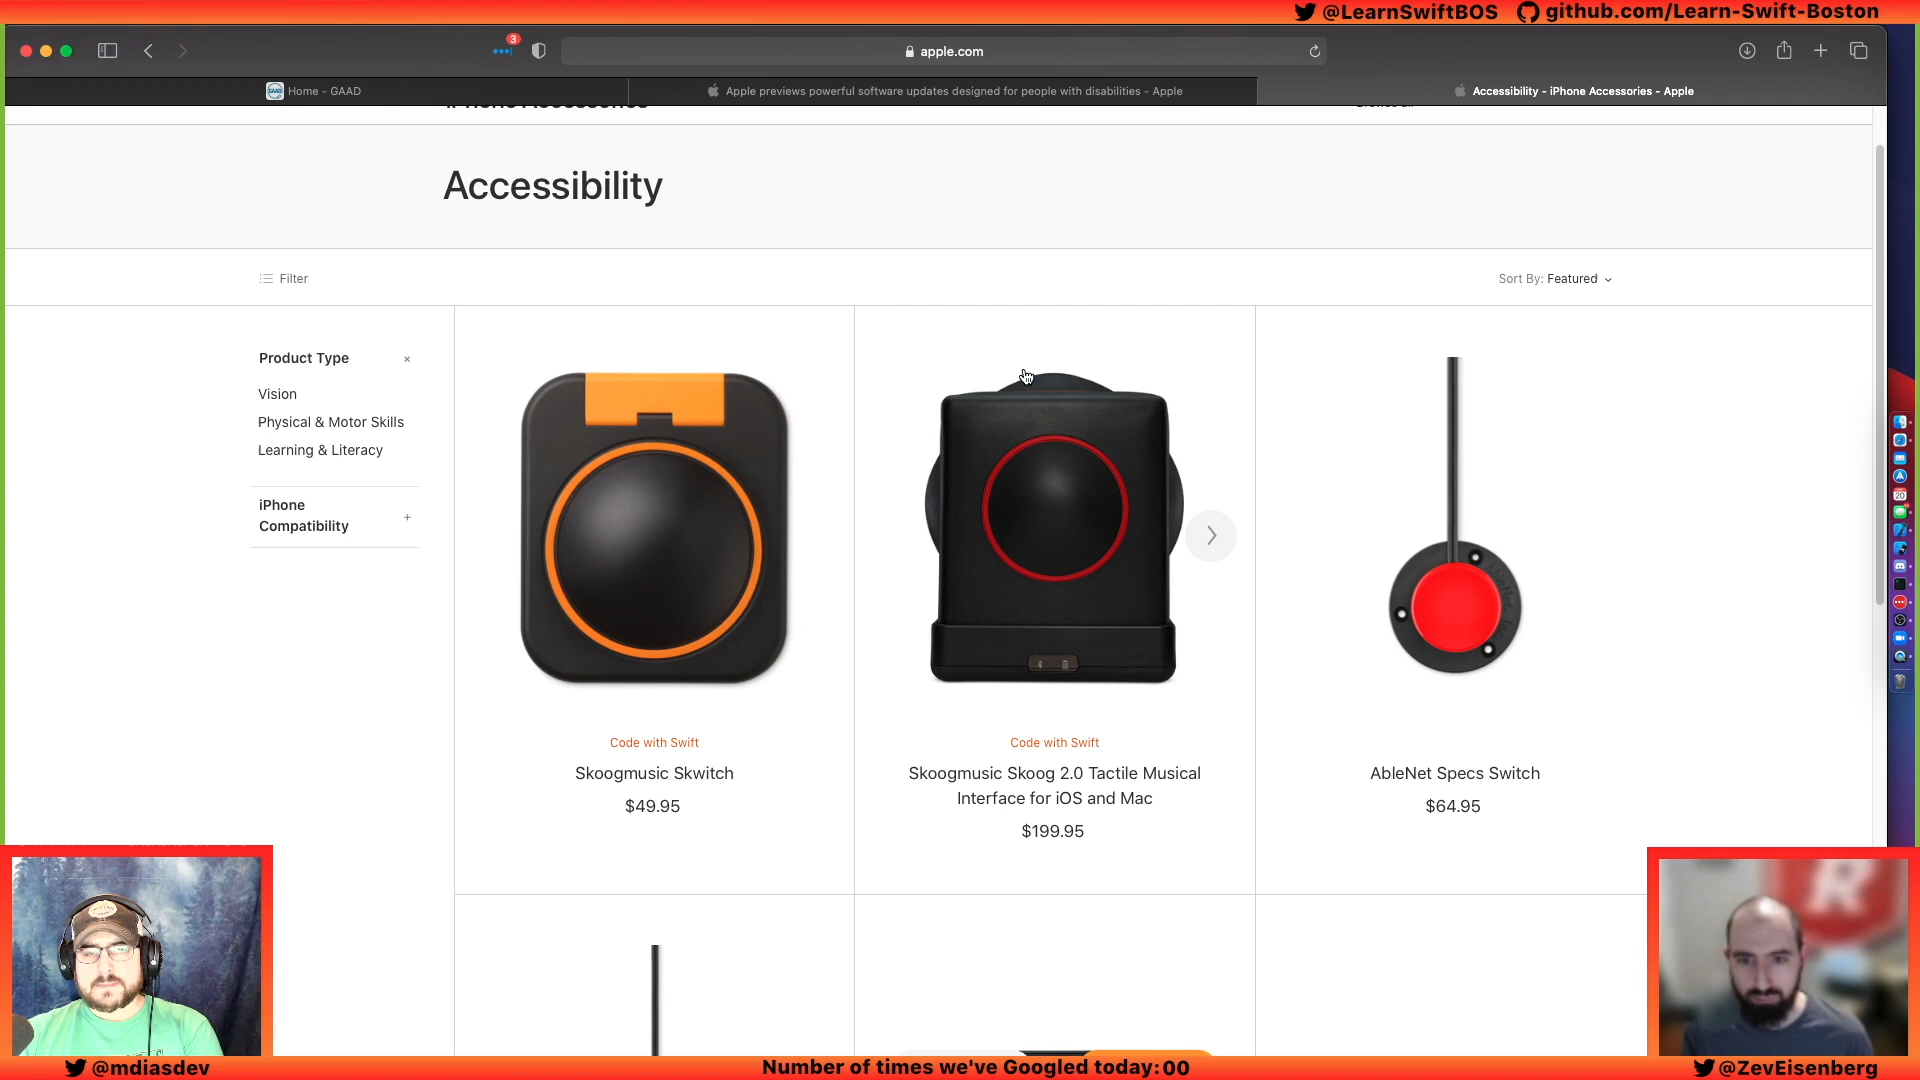 @LearnSwiftBOS github.com/Learn-Swift-Boston
3
apple.com
Home - GAAD
Apple previews powerful software updates designed for people with disabilities - Apple
Accessibility - iPhone Accessories - Apple
Accessibility
Filter
Sort By: Featured
Product Type
Vision
Physical & Motor Skills
Learning & Literacy
iPhone
Compatibility
Code with Swift
Skoogmusic Skwitch
$49.95
Code with Swift
Skoogmusic Skoog 2.0 Tactile Musical
Interface for iOS and Mac
$199.95
AbleNet Specs Switch
$64.95
20
@mdiasdev
Number of times we've Googled today:00
@ZevEisenberg